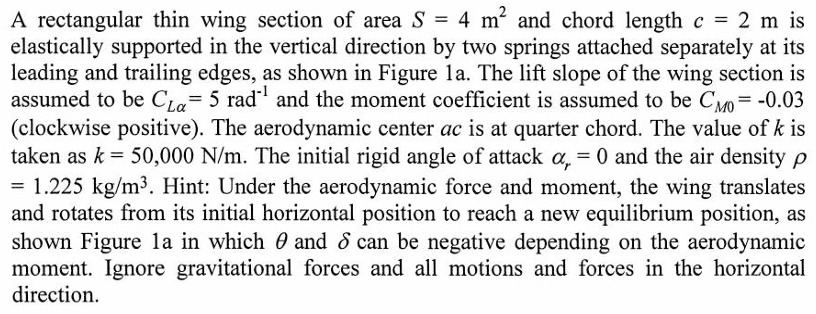 A rectangular thin wing section of area S = 4 m² and chord length c = 2 m is
elastically supported in the vertical direction by two springs attached separately at its
leading and trailing edges, as shown in Figure 1a. The lift slope of the wing section is
assumed to be C_{Lα}= 5 rad⁻¹ and the moment coefficient is assumed to be C_{M0}= -0.03
(clockwise positive). The aerodynamic center ac is at quarter chord. The value of k is
taken as k = 50,000 N/m. The initial rigid angle of attack α_r = 0 and the air density ρ
= 1.225 kg/m³. Hint: Under the aerodynamic force and moment, the wing translates
and rotates from its initial horizontal position to reach a new equilibrium position, as
shown Figure 1a in which θ and δ can be negative depending on the aerodynamic
moment. Ignore gravitational forces and all motions and forces in the horizontal
direction.